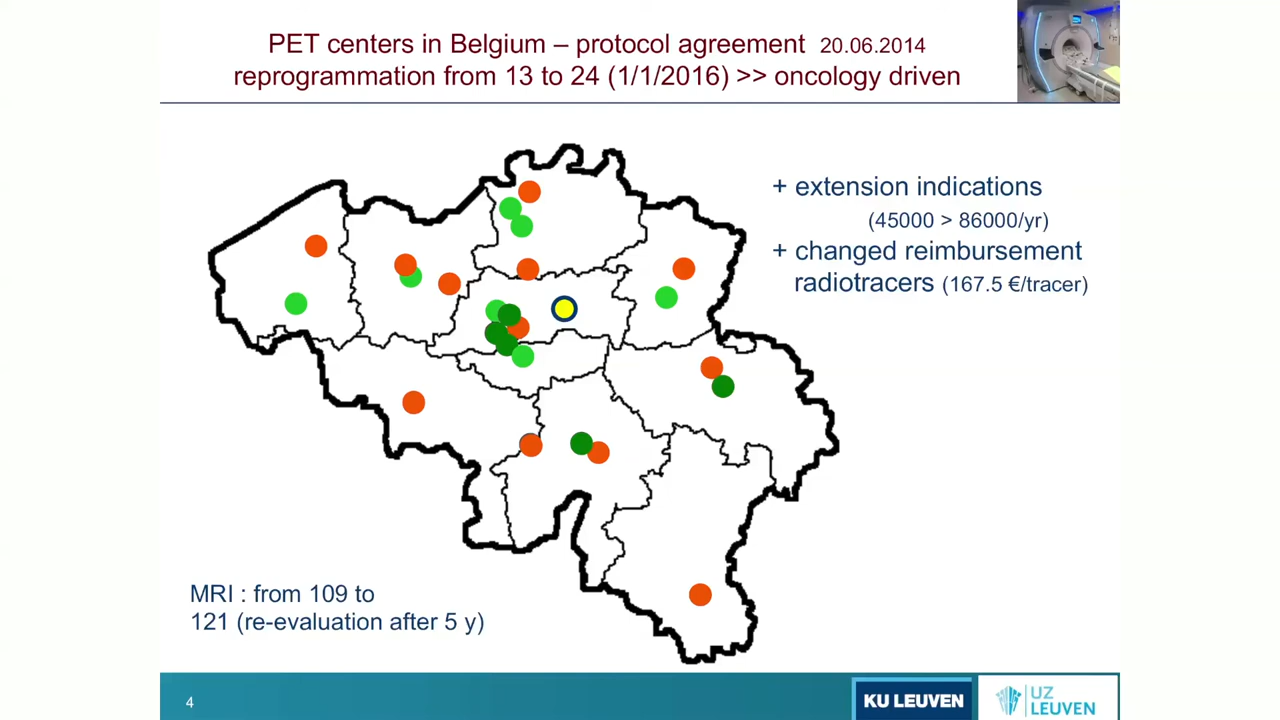 PET centers in Belgium – protocol agreement 20.06.2014
reprogrammation from 13 to 24 (1/1/2016) >> oncology driven
+ extension indications
(45000 > 86000/yr)
+ changed reimbursement
radiotracers (167.5 €/tracer)
MRI : from 109 to
121 (re-evaluation after 5 y)
4
KU LEUVEN
UZ
LEUVEN